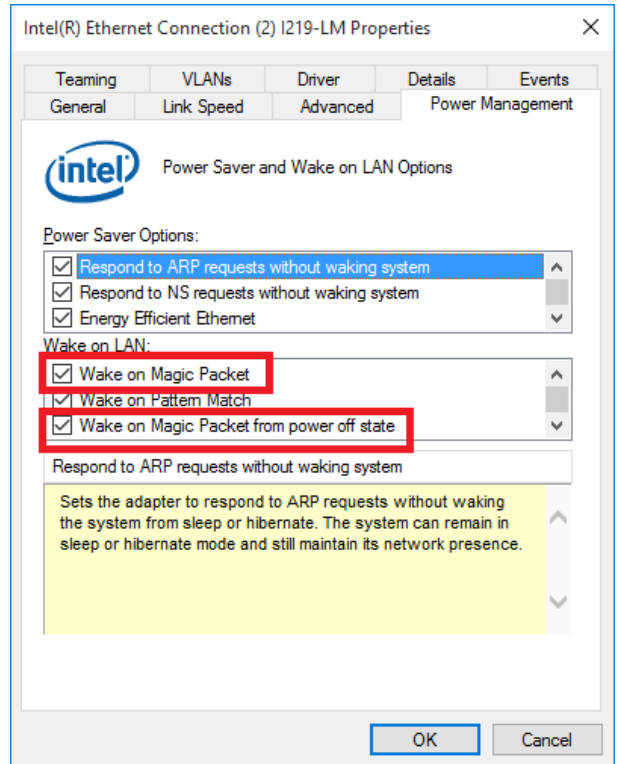 Intel(R) Ethernet Connection (2) I219-LM Properties
Teaming VLANs Driver Details Events
General Link Speed Advanced Power Management
intel Power Saver and Wake on LAN Options
Power Saver Options:
Respond to ARP requests without waking system
Respond to NS requests without waking system
Energy Efficient Ethernet
Wake on LAN:
Wake on Magic Packet
Wake on Pattern Match
Wake on Magic Packet from power off state
Respond to ARP requests without waking system
Sets the adapter to respond to ARP requests without waking
the system from sleep or hibernate. The system can remain in
sleep or hibernate mode and still maintain its network presence.
OK Cancel